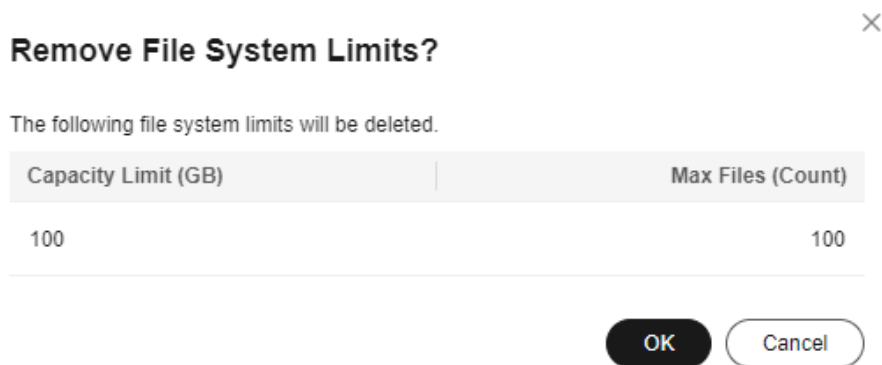 Remove File System Limits?
The following file system limits will be deleted.
Capacity Limit (GB) Max Files (Count)
100 100
OK Cancel